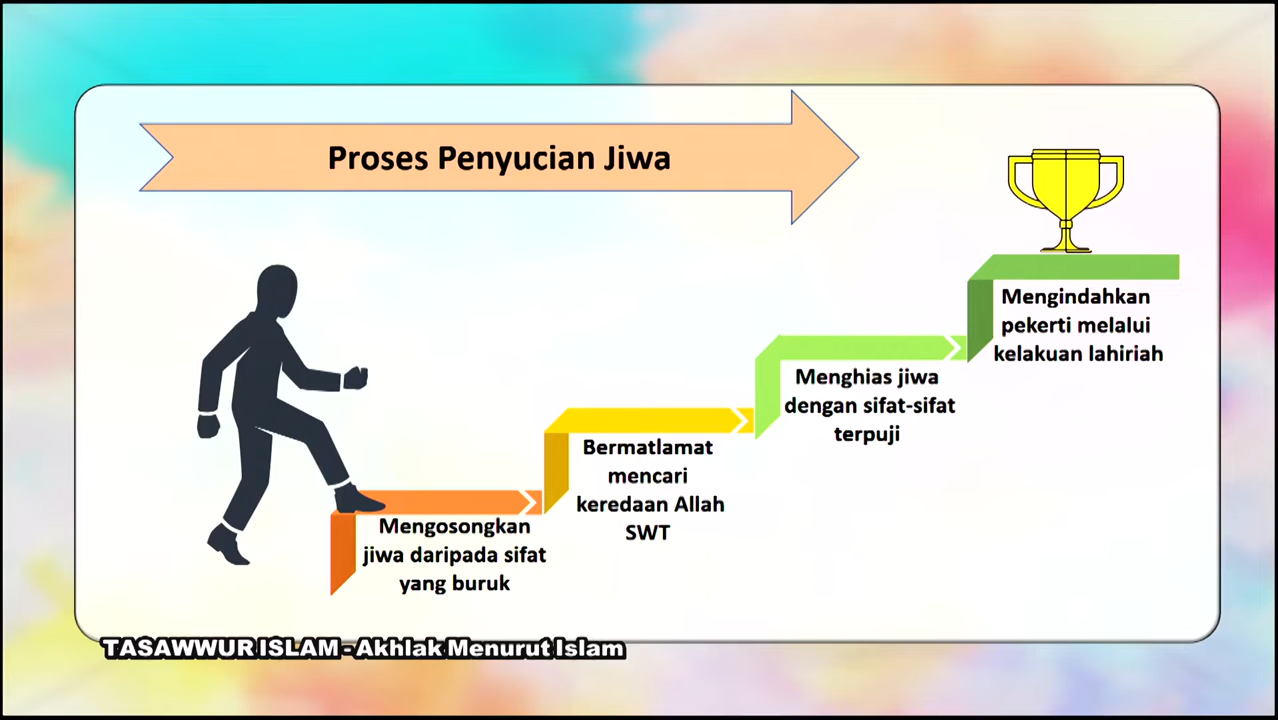 Proses Penyucian Jiwa
Mengindahkan
pekerti melalui
kelakuan lahiriah
Menghias jiwa
dengan sifat-sifat
terpuji
Bermatlamat
mencari
keredaan Allah
SWT
Mengosongkan
jiwa daripada sifat
yang buruk
TASAWWUR ISLAM - Akhlak Menurut Islam